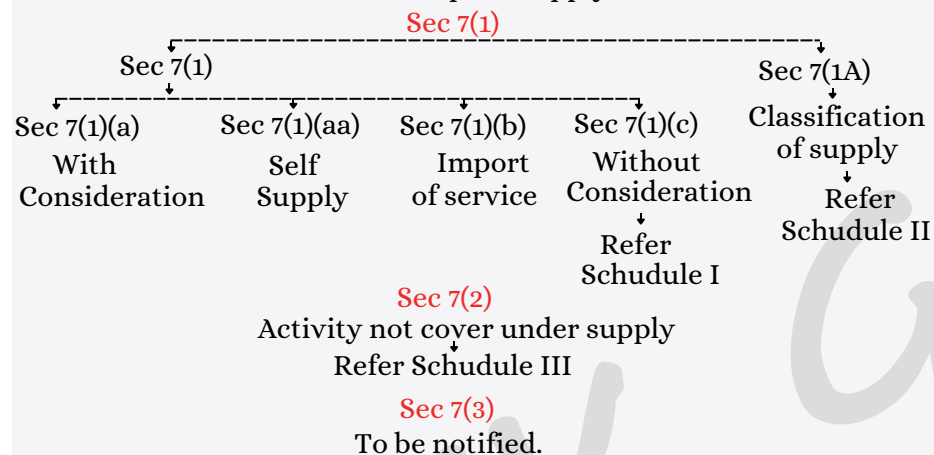 Sec 7(1)
Sec 7(1)
Sec 7(1A)
Sec 7(1)(a)
With
Consideration
Sec 7(1)(aa)
Self
Supply
Sec 7(1)(b)
Import
of service
Sec 7(1)(c)
Without
Consideration
Refer
Schudule I
Classification
of supply
Refer
Schudule II
Sec 7(2)
Activity not cover under supply
Refer Schudule III
Sec 7(3)
To be notified.